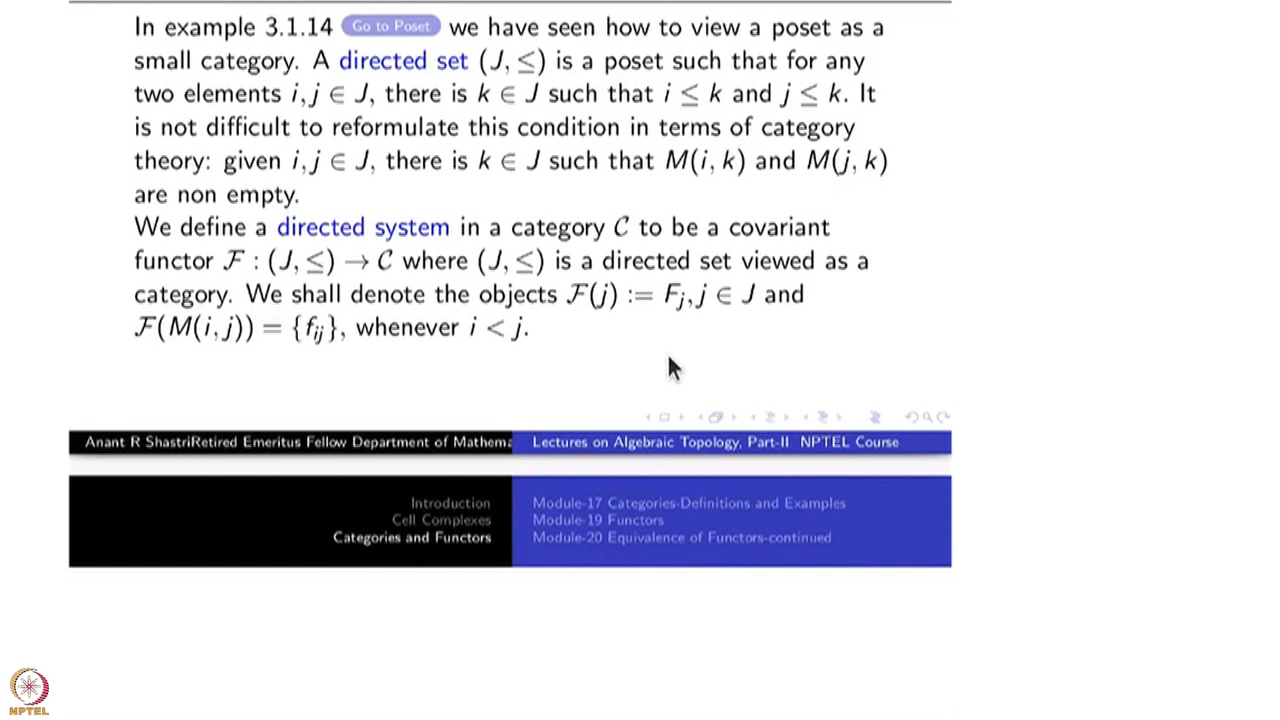 In example 3.1.14 Go to Poset we have seen how to view a poset as a
small category. A directed set (J, ≤) is a poset such that for any
two elements i, j ∈ J, there is k ∈ J such that i ≤ k and j ≤ k. It
is not difficult to reformulate this condition in terms of category
theory: given i, j ∈ J, there is k ∈ J such that M(i, k) and M(j, k)
are non empty.
We define a directed system in a category 𝒞 to be a covariant
functor ℱ : (J, ≤) → 𝒞 where (J, ≤) is a directed set viewed as a
category. We shall denote the objects ℱ(j) := F_j, j ∈ J and
ℱ(M(i, j)) = {f_ij}, whenever i < j.
Anant R ShastriRetired Emeritus Fellow Department of Mathema Lectures on Algebraic Topology, Part-II NPTEL Course
Introduction
Cell Complexes
Categories and Functors
Module-17 Categories-Definitions and Examples
Module-19 Functors
Module-20 Equivalence of Functors-continued
NPTEL